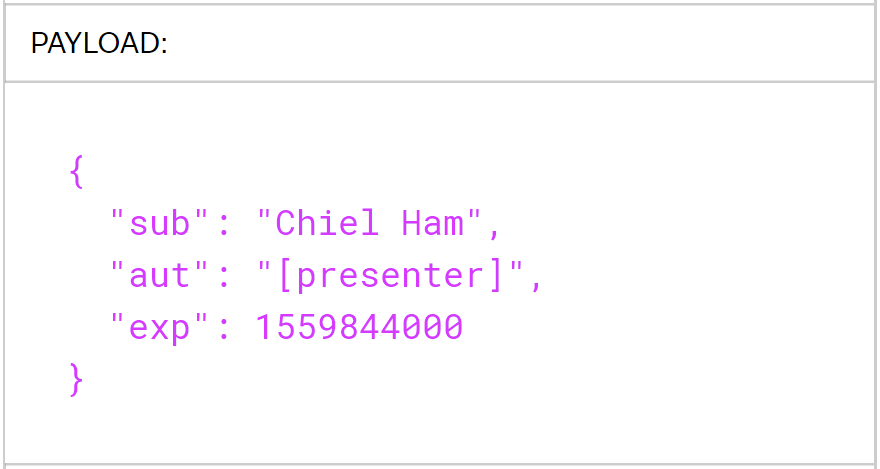 PAYLOAD:
{
"sub": "Chiel Ham",
"aut": "[presenter]",
"exp": 1559844000
}